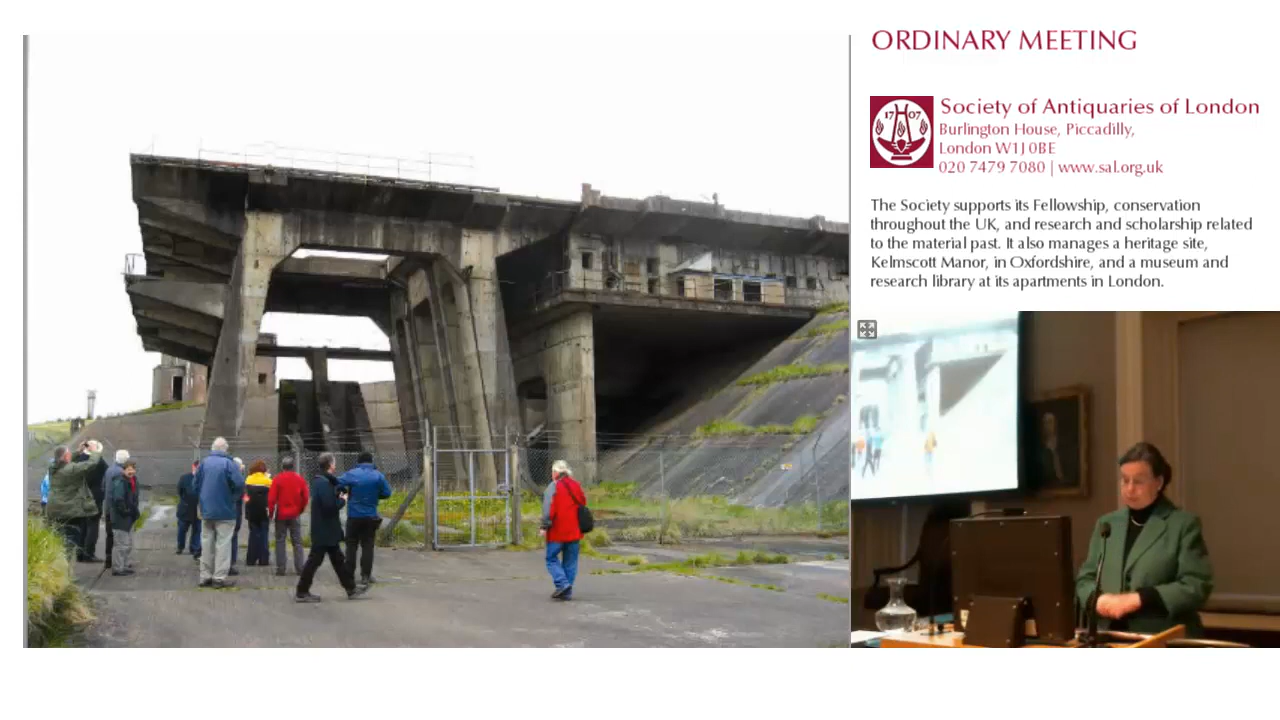 ORDINARY MEETING
17 07
Society of Antiquaries of London
Burlington House, Piccadilly,
London W1J 0BE
020 7479 7080 | www.sal.org.uk
The Society supports its Fellowship, conservation
throughout the UK, and research and scholarship related
to the material past. It also manages a heritage site,
Kelmscott Manor, in Oxfordshire, and a museum and
research library at its apartments in London.